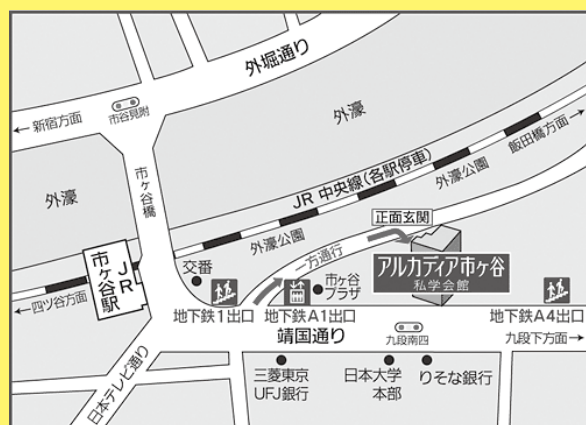 外堀通り
←新宿方面
市谷見附
外濠
飯田橋方面→
JR 中央線(各駅停車)
外濠公園
市ヶ谷橋
外濠
正面玄関
外濠公園
一方通行
アルカディア市ヶ谷
私学会館
JR
市ヶ谷駅
交番
市ヶ谷
プラザ
←四ツ谷方面
地下鉄1出口
地下鉄A1出口
地下鉄A4出口
靖国通り
九段南四
九段下方面→
日本テレビ通り
三菱東京
UFJ銀行
日本大学
本部
りそな銀行